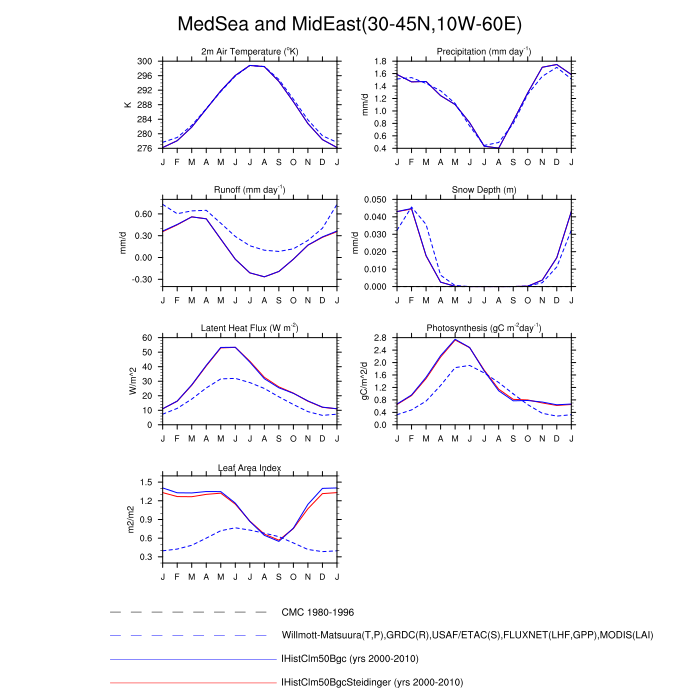 MedSea and MidEast(30-45N,10W-60E)
2m Air Temperature (°K)
300
296
292
288
284
280
276
K
J F M A M J J A S O N D J
Precipitation (mm day⁻¹)
1.8
1.6
1.4
1.2
1.0
0.8
0.6
0.4
mm/d
J F M A M J J A S O N D J
Runoff (mm day⁻¹)
0.60
0.30
0.00
-0.30
mm/d
J F M A M J J A S O N D J
Snow Depth (m)
0.050
0.040
0.030
0.020
0.010
0.000
mm/d
J F M A M J J A S O N D J
Latent Heat Flux (W m⁻²)
60
50
40
30
20
10
0
W/m^2
J F M A M J J A S O N D J
Photosynthesis (gC m⁻²day⁻¹)
2.8
2.4
2.0
1.6
1.2
0.8
0.4
0.0
gC/m^2/d
J F M A M J J A S O N D J
Leaf Area Index
1.5
1.2
0.9
0.6
0.3
m2/m2
J F M A M J J A S O N D J
CMC 1980-1996
Willmott-Matsuura(T,P),GRDC(R),USAF/ETAC(S),FLUXNET(LHF,GPP),MODIS(LAI)
IHistClm50Bgc (yrs 2000-2010)
IHistClm50BgcSteidinger (yrs 2000-2010)